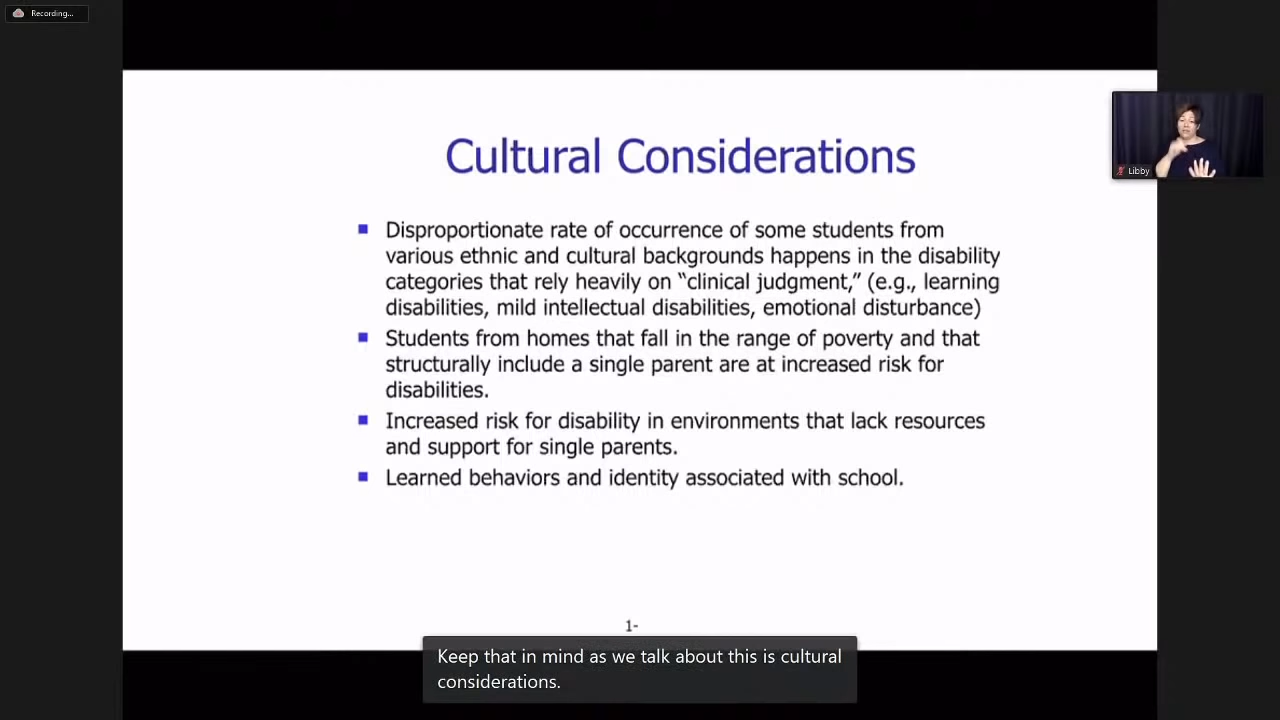 Recording...
Cultural Considerations
Libby
Disproportionate rate of occurrence of some students from
various ethnic and cultural backgrounds happens in the disability
categories that rely heavily on “clinical judgment,” (e.g., learning
disabilities, mild intellectual disabilities, emotional disturbance)
Students from homes that fall in the range of poverty and that
structurally include a single parent are at increased risk for
disabilities.
Increased risk for disability in environments that lack resources
and support for single parents.
Learned behaviors and identity associated with school.
1-
Keep that in mind as we talk about this is cultural
considerations.